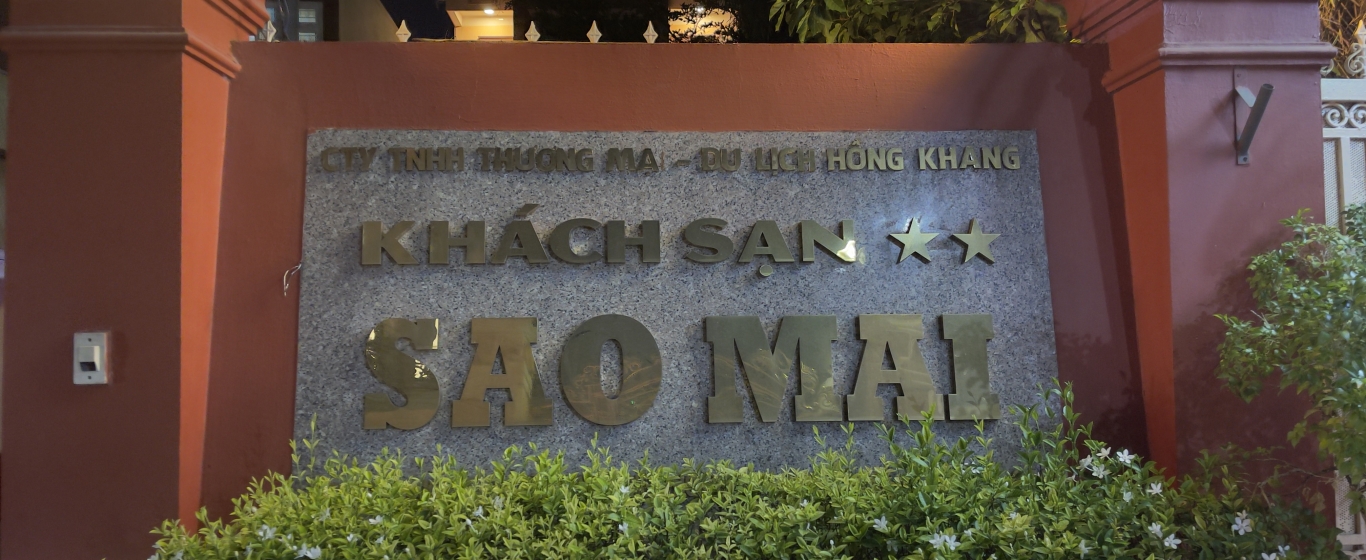 CTY TNHH THƯƠNG MẠI - DU LỊCH HỒNG KHANG
KHÁCH SẠN ★★
SAO MAI